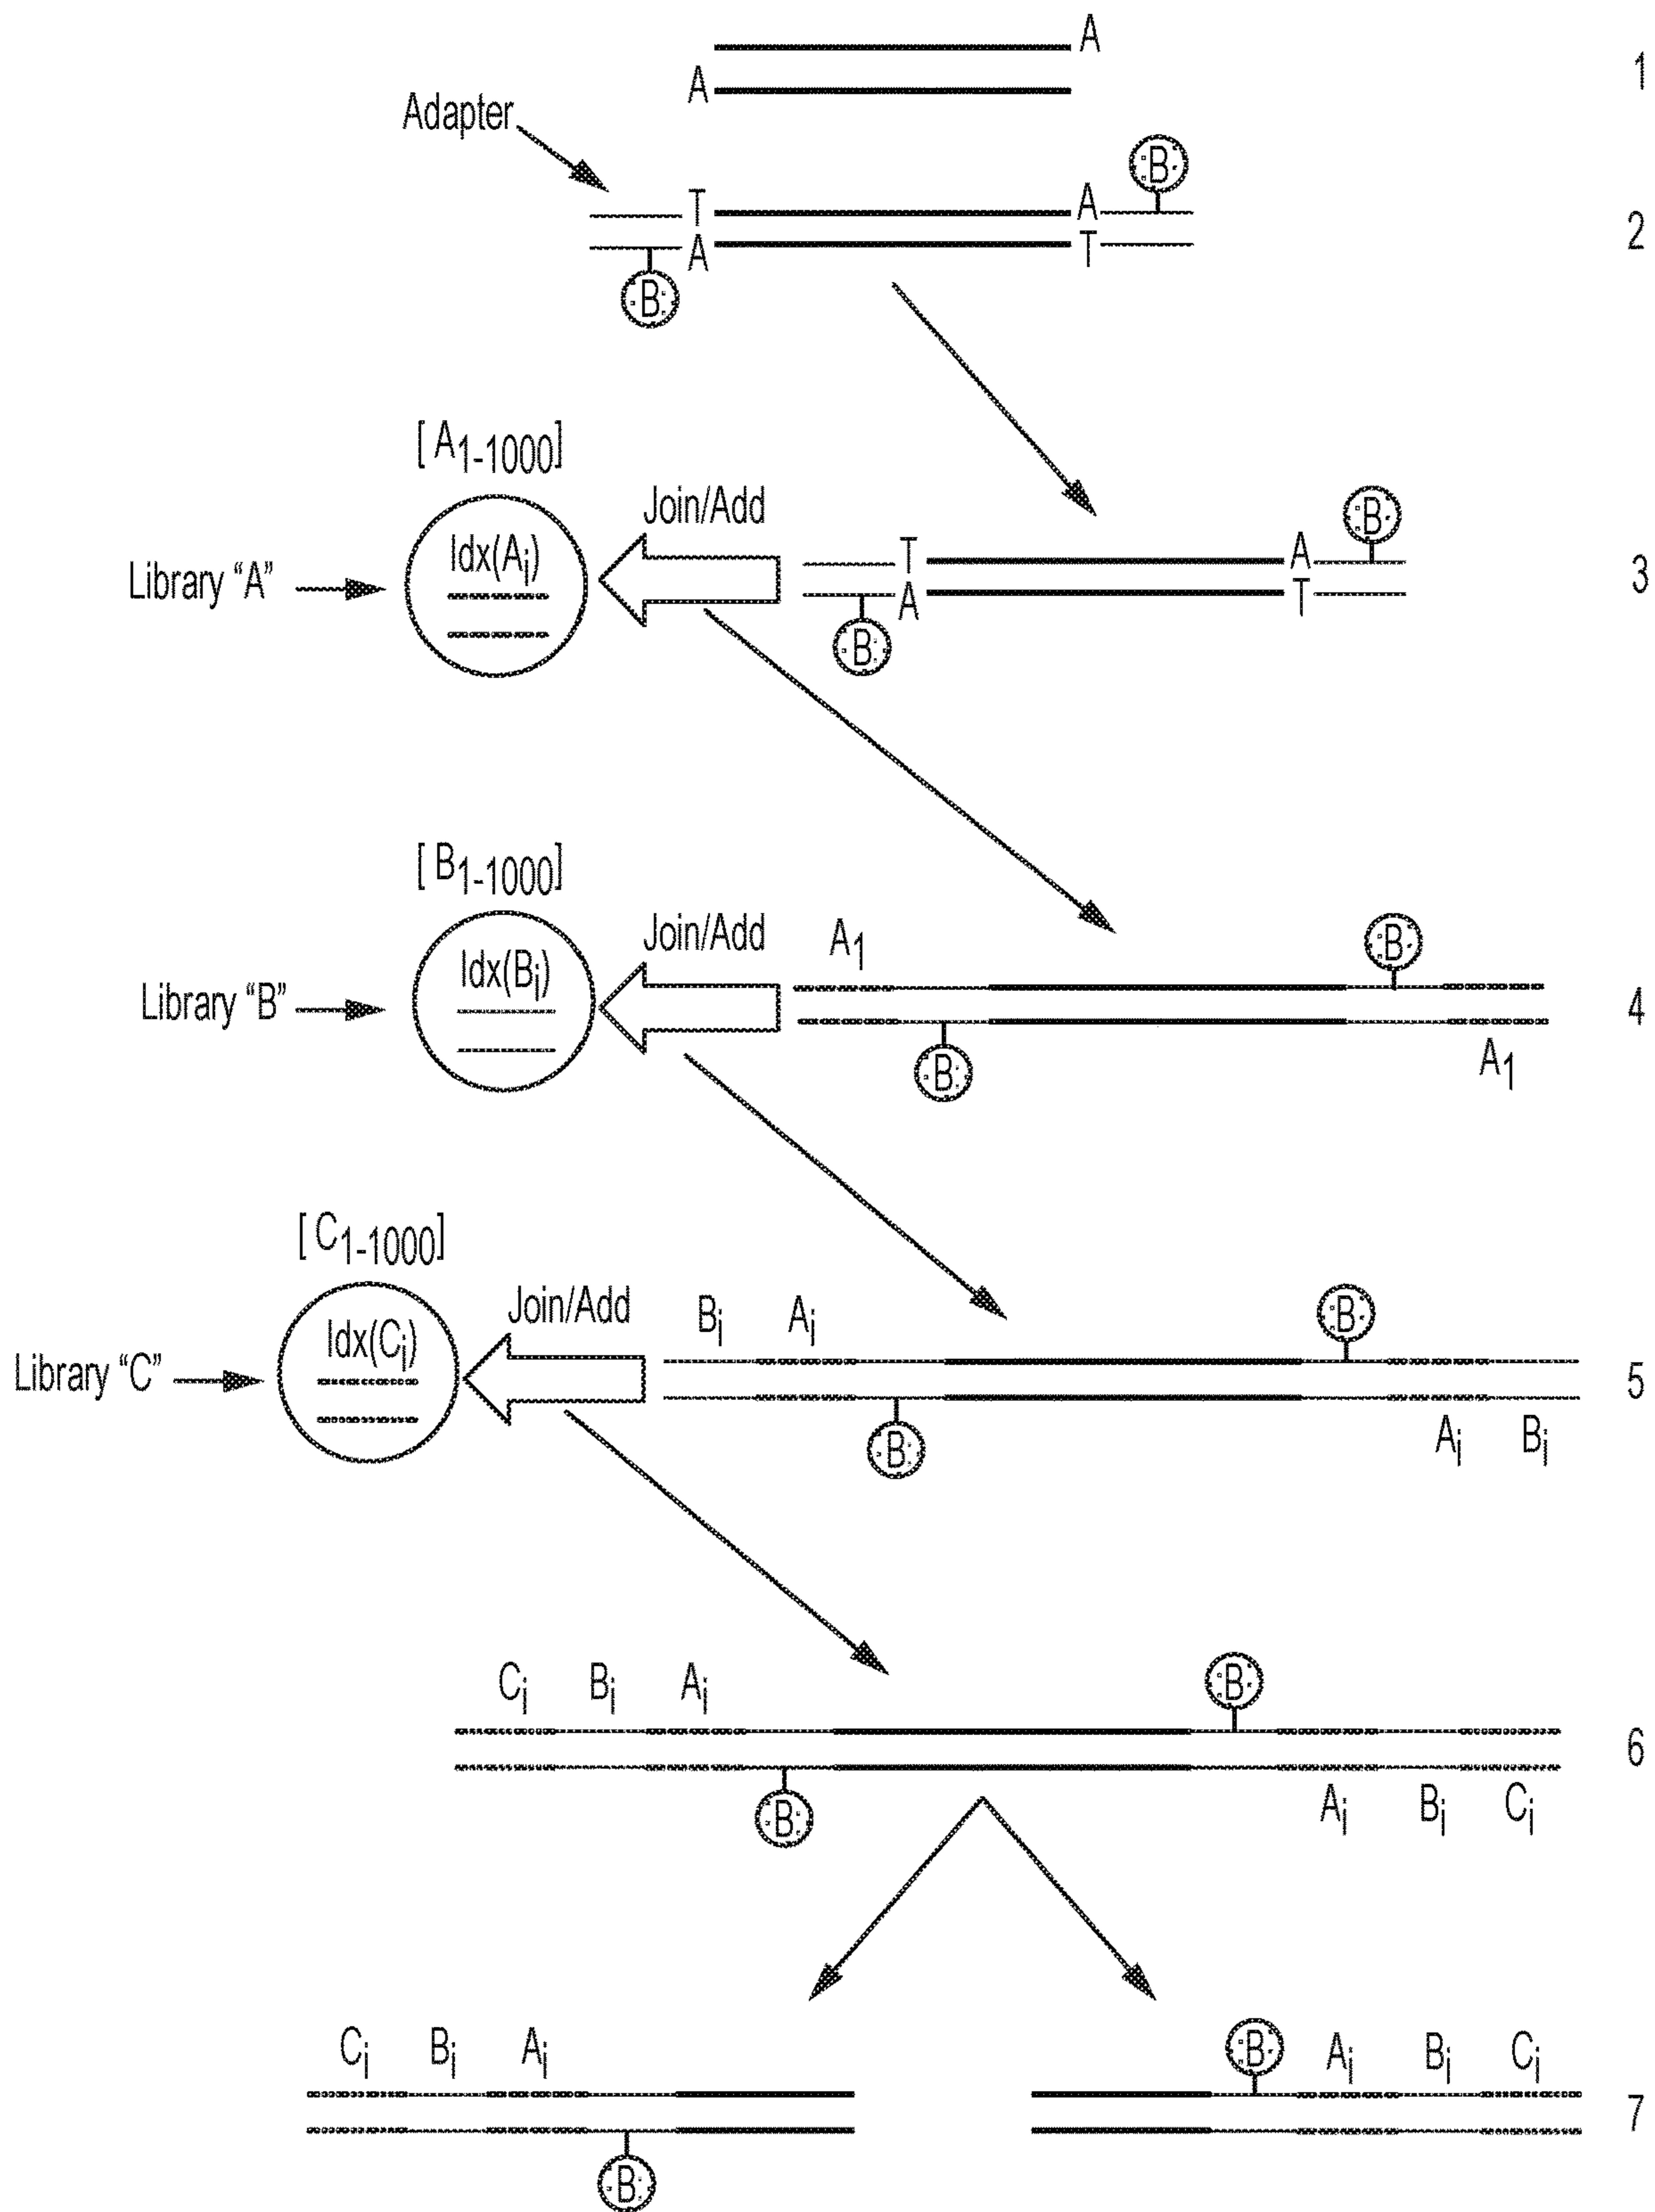 A
A
1
Adapter
B
T A
2
A T
B
[ A1-1000]
Join/Add
B
Idx(Ai)
T A
Library "A"
3
A T
B
[ B1-1000]
Join/Add
A1
B
Idx(Bi)
Library "B"
4
B
A1
[ C1-1000]
Join/Add
Bi Ai
B
Idx(Ci)
Library "C"
5
B
Ai Bi
Ci Bi Ai
B
6
B
Ai Bi Ci
Ci Bi Ai
B
Ai Bi Ci
7
B